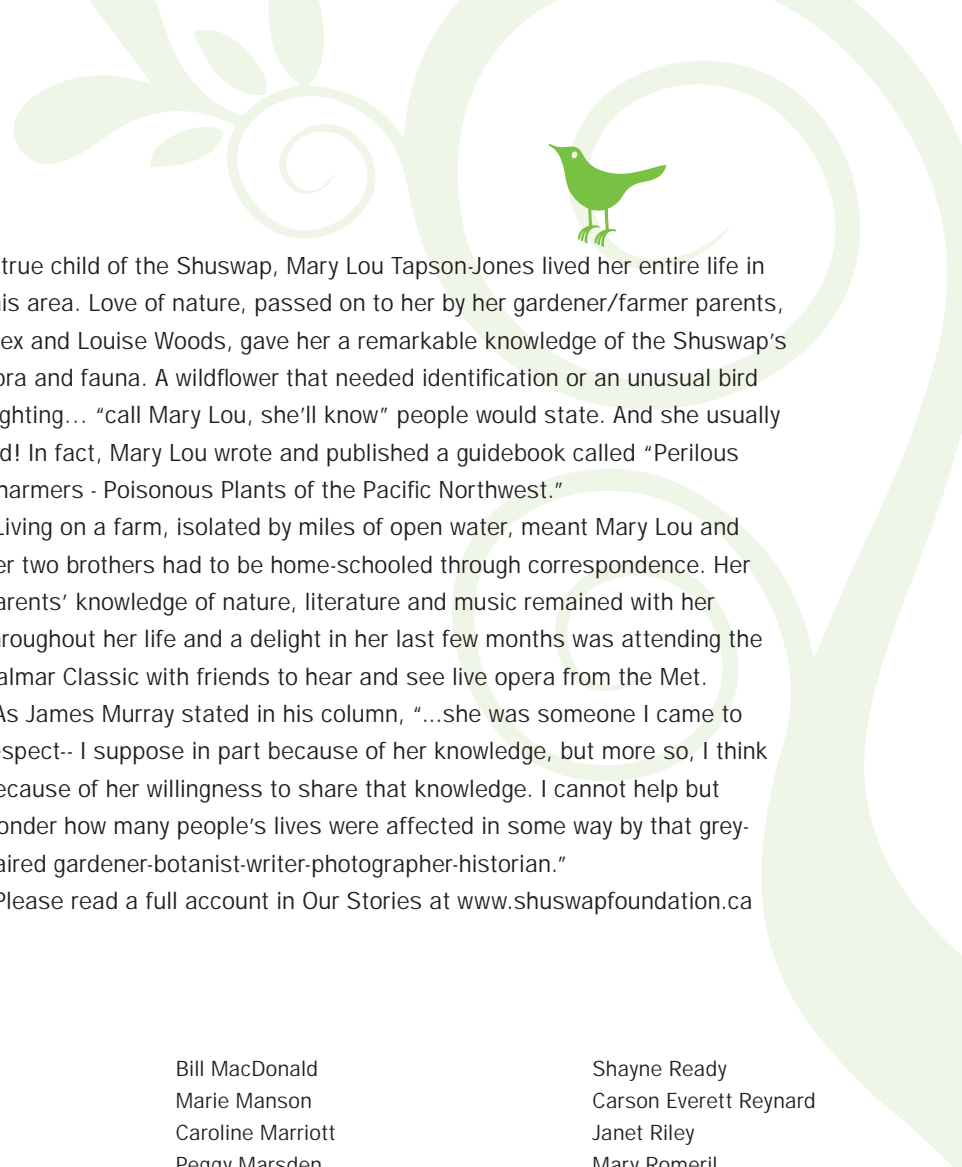 true child of the Shuswap, Mary Lou Tapson-Jones lived her entire life in
is area. Love of nature, passed on to her by her gardener/farmer parents,
ex and Louise Woods, gave her a remarkable knowledge of the Shuswap's
ora and fauna. A wildflower that needed identification or an unusual bird
ghting... “call Mary Lou, she'll know” people would state. And she usually
d! In fact, Mary Lou wrote and published a guidebook called “Perilous
harmers - Poisonous Plants of the Pacific Northwest.”
Living on a farm, isolated by miles of open water, meant Mary Lou and
er two brothers had to be home-schooled through correspondence. Her
arents' knowledge of nature, literature and music remained with her
roughout her life and a delight in her last few months was attending the
almar Classic with friends to hear and see live opera from the Met.
As James Murray stated in his column, “...she was someone I came to
spect-- I suppose in part because of her knowledge, but more so, I think
ecause of her willingness to share that knowledge. I cannot help but
onder how many people's lives were affected in some way by that grey-
aired gardener-botanist-writer-photographer-historian.”
Please read a full account in Our Stories at www.shuswapfoundation.ca
Bill MacDonald
Marie Manson
Caroline Marriott
Peggy Marsden
Shayne Ready
Carson Everett Reynard
Janet Riley
Mary Romeril